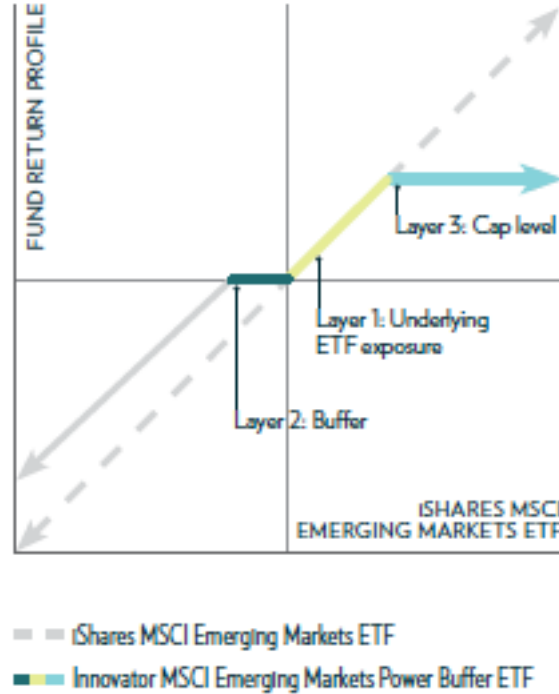 FUND RETURN PROFILE
Layer 3: Cap level
Layer 1: Underlying
ETF exposure
Layer 2: Buffer
iSHARES MSCI
EMERGING MARKETS ETF
iShares MSCI Emerging Markets ETF
Innovator MSCI Emerging Markets Power Buffer ETF